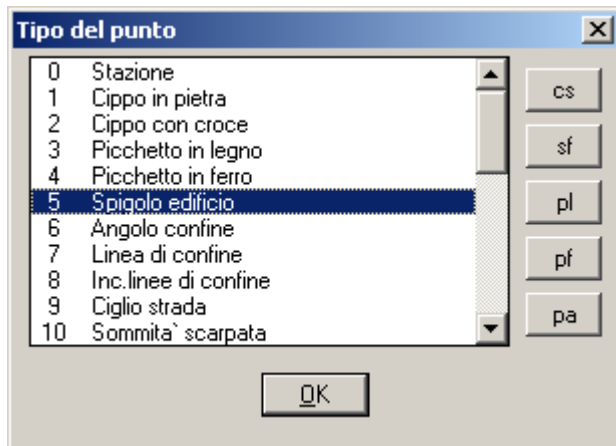 Tipo del punto
0 Stazione
1 Cippo in pietra
2 Cippo con croce
3 Picchetto in legno
4 Picchetto in ferro
5 Spigolo edificio
6 Angolo confine
7 Linea di confine
8 Inc.linee di confine
9 Ciglio strada
10 Sommita` scarpata
cs
sf
pl
pf
pa
OK